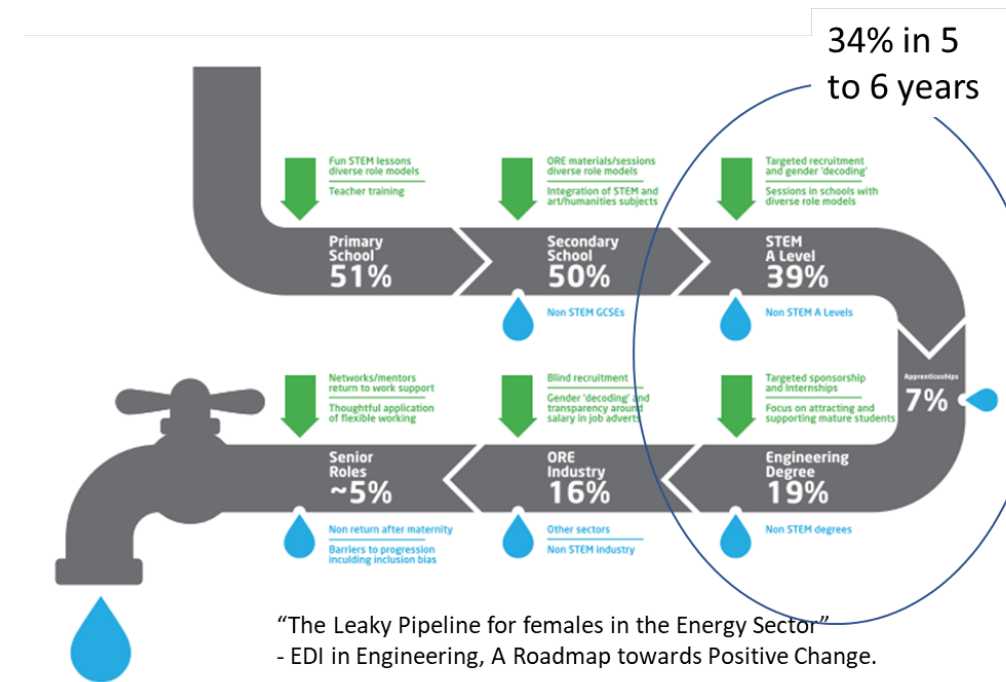 34% in 5
to 6 years
Fun STEM lessons
diverse role models
Teacher training
ORE materials/sessions
diverse role models
Integration of STEM and
art/humanities subjects
Targeted recruitment
and gender 'decoding'
Sessions in schools with
diverse role models
Primary
School
51%
Secondary
School
50%
STEM
A Level
39%
Non STEM GCSEs
Non STEM A Levels
Apprenticeships
7%
Networks/mentors
return to work support
Thoughtful application
of flexible working
Blind recruitment
Gender 'decoding' and
transparency around
salary in job adverts
Targeted sponsorship
and Internships
Focus on attracting and
supporting mature students
Senior
Roles
~5%
ORE
Industry
16%
Engineering
Degree
19%
Non return after maternity
Barriers to progression
inculding inclusion bias
Other sectors
Non STEM industry
Non STEM degrees
“The Leaky Pipeline for females in the Energy Sector”
- EDI in Engineering, A Roadmap towards Positive Change.